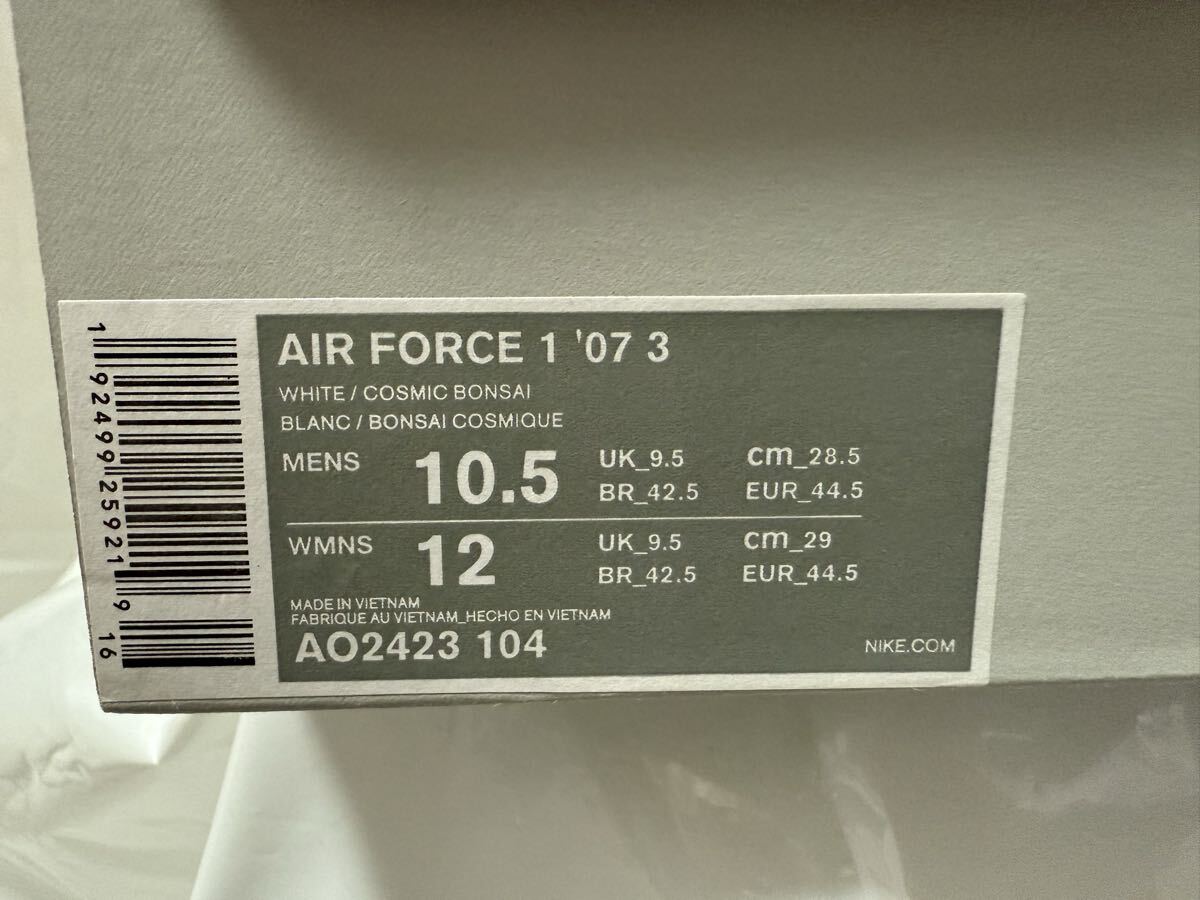 AIR FORCE 1 '07 3
WHITE / COSMIC BONSAI
BLANC / BONSAI COSMIQUE
MENS 10.5 UK_9.5 cm_28.5
BR_42.5 EUR_44.5
WMNS 12 UK_9.5 cm_29
BR_42.5 EUR_44.5
MADE IN VIETNAM
FABRIQUE AU VIETNAM_HECHO EN VIETNAM
AO2423 104 NIKE.COM
1 92499 25921 9 16